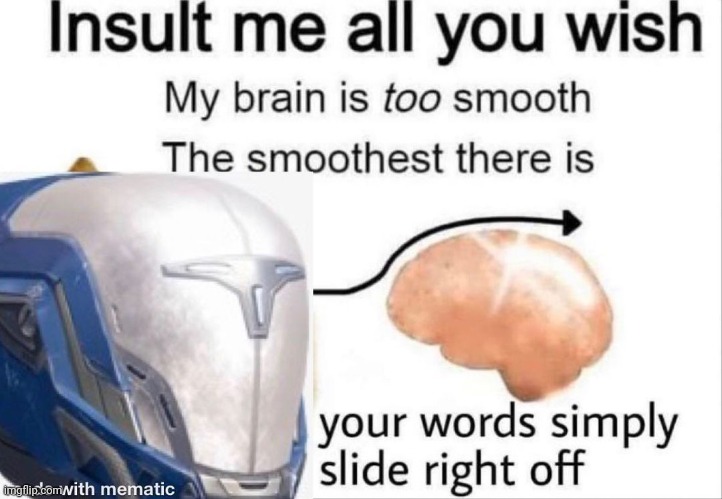 Insult me all you wish
My brain is too smooth
The smoothest there is
your words simply
slide right off
imgflip.com with mematic